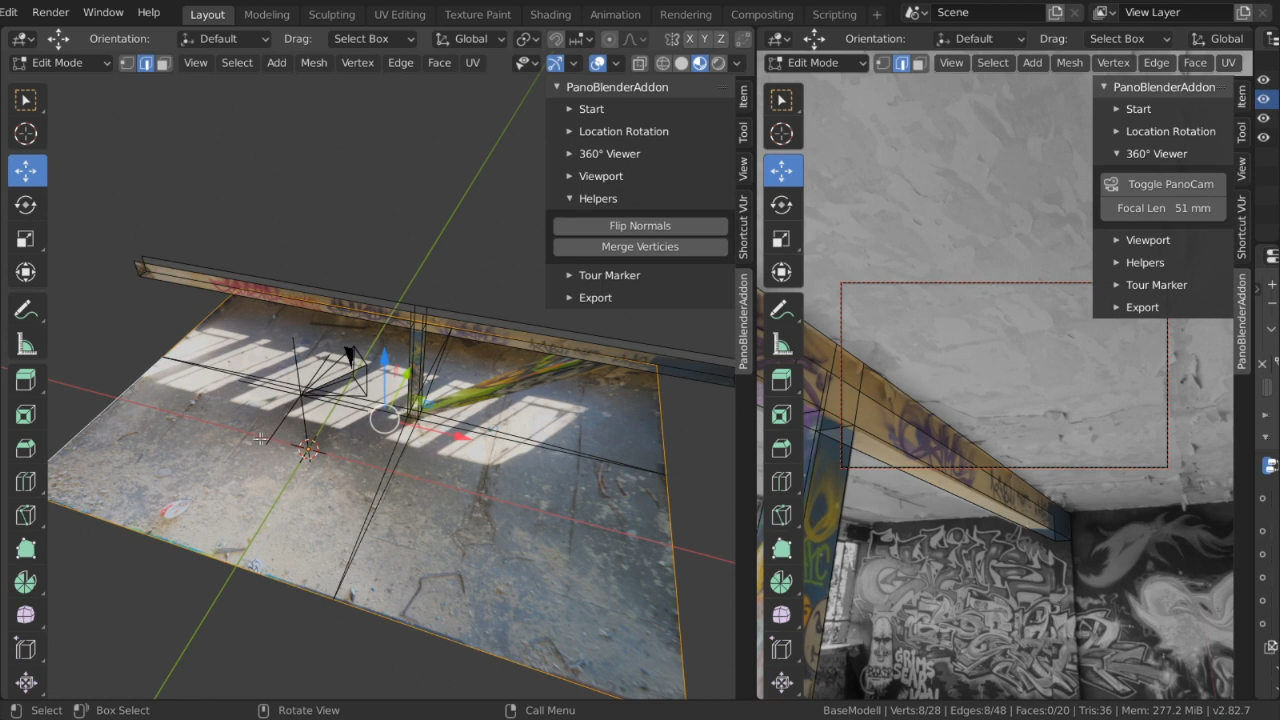 Edit Render Window Help Layout Modeling Sculpting UV Editing Texture Paint Shading Animation Rendering Compositing Scripting + Scene View Layer
Orientation: Default Drag: Select Box Global X Y Z Orientation: Default Drag: Select Box Global
Edit Mode View Select Add Mesh Vertex Edge Face UV Edit Mode View Select Add Mesh Vertex Edge Face UV
PanoBlenderAddon
Start
Location Rotation
360° Viewer
Viewport
Helpers
Flip Normals
Merge Verticies
Tour Marker
Export
Item
Tool
View
Shortcut VUr
PanoBlenderAddon
PanoBlenderAddon
Start
Location Rotation
360° Viewer
Toggle PanoCam
Focal Len 51 mm
Viewport
Helpers
Tour Marker
Export
Item
Tool
View
Shortcut VUr
PanoBlenderAddon
GRIMS
SEAR
Select Box Select Rotate View Call Menu BaseModell | Verts:8/28 | Edges:8/48 | Faces:0/20 | Tris:36 | Mem: 277.2 MiB | v2.82.7